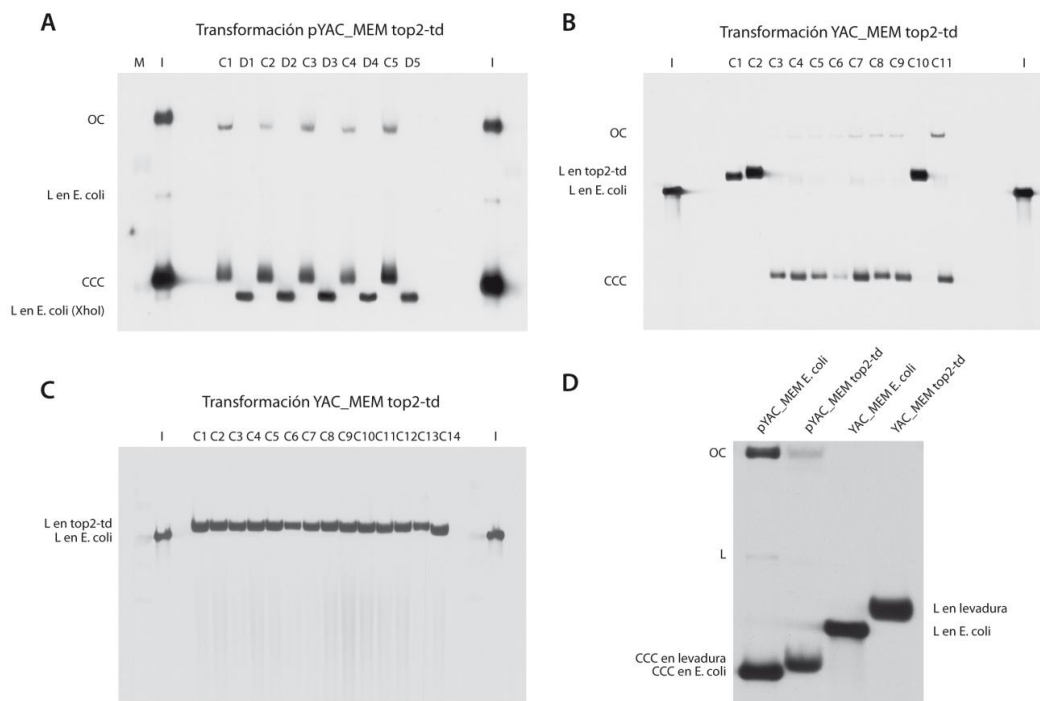 A
Transformación pYAC_MEM top2-td
M I C1 D1 C2 D2 C3 D3 C4 D4 C5 D5 I
OC
L en E. coli
CCC
L en E. coli (XhoI)
B
Transformación YAC_MEM top2-td
I C1 C2 C3 C4 C5 C6 C7 C8 C9 C10 C11 I
OC
L en top2-td
L en E. coli
CCC
C
Transformación YAC_MEM top2-td
I C1 C2 C3 C4 C5 C6 C7 C8 C9 C10 C11 C12 C13 C14 I
L en top2-td
L en E. coli
D
pYAC_MEM E. coli
pYAC_MEM top2-td
YAC_MEM E. coli
YAC_MEM top2-td
OC
L
L en levadura
L en E. coli
CCC en levadura
CCC en E. coli